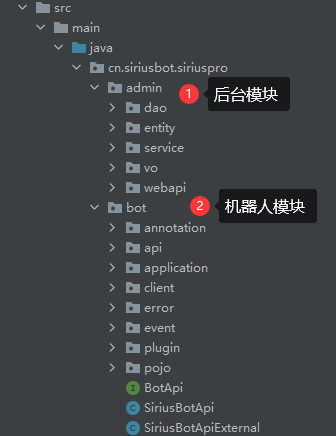 src
main
java
cn.siriusbot.siriuspro
admin
1 后台模块
dao
entity
service
vo
webapi
bot
2 机器人模块
annotation
api
application
client
error
event
plugin
pojo
I BotApi
C SiriusBotApi
C SiriusBotApiExternal